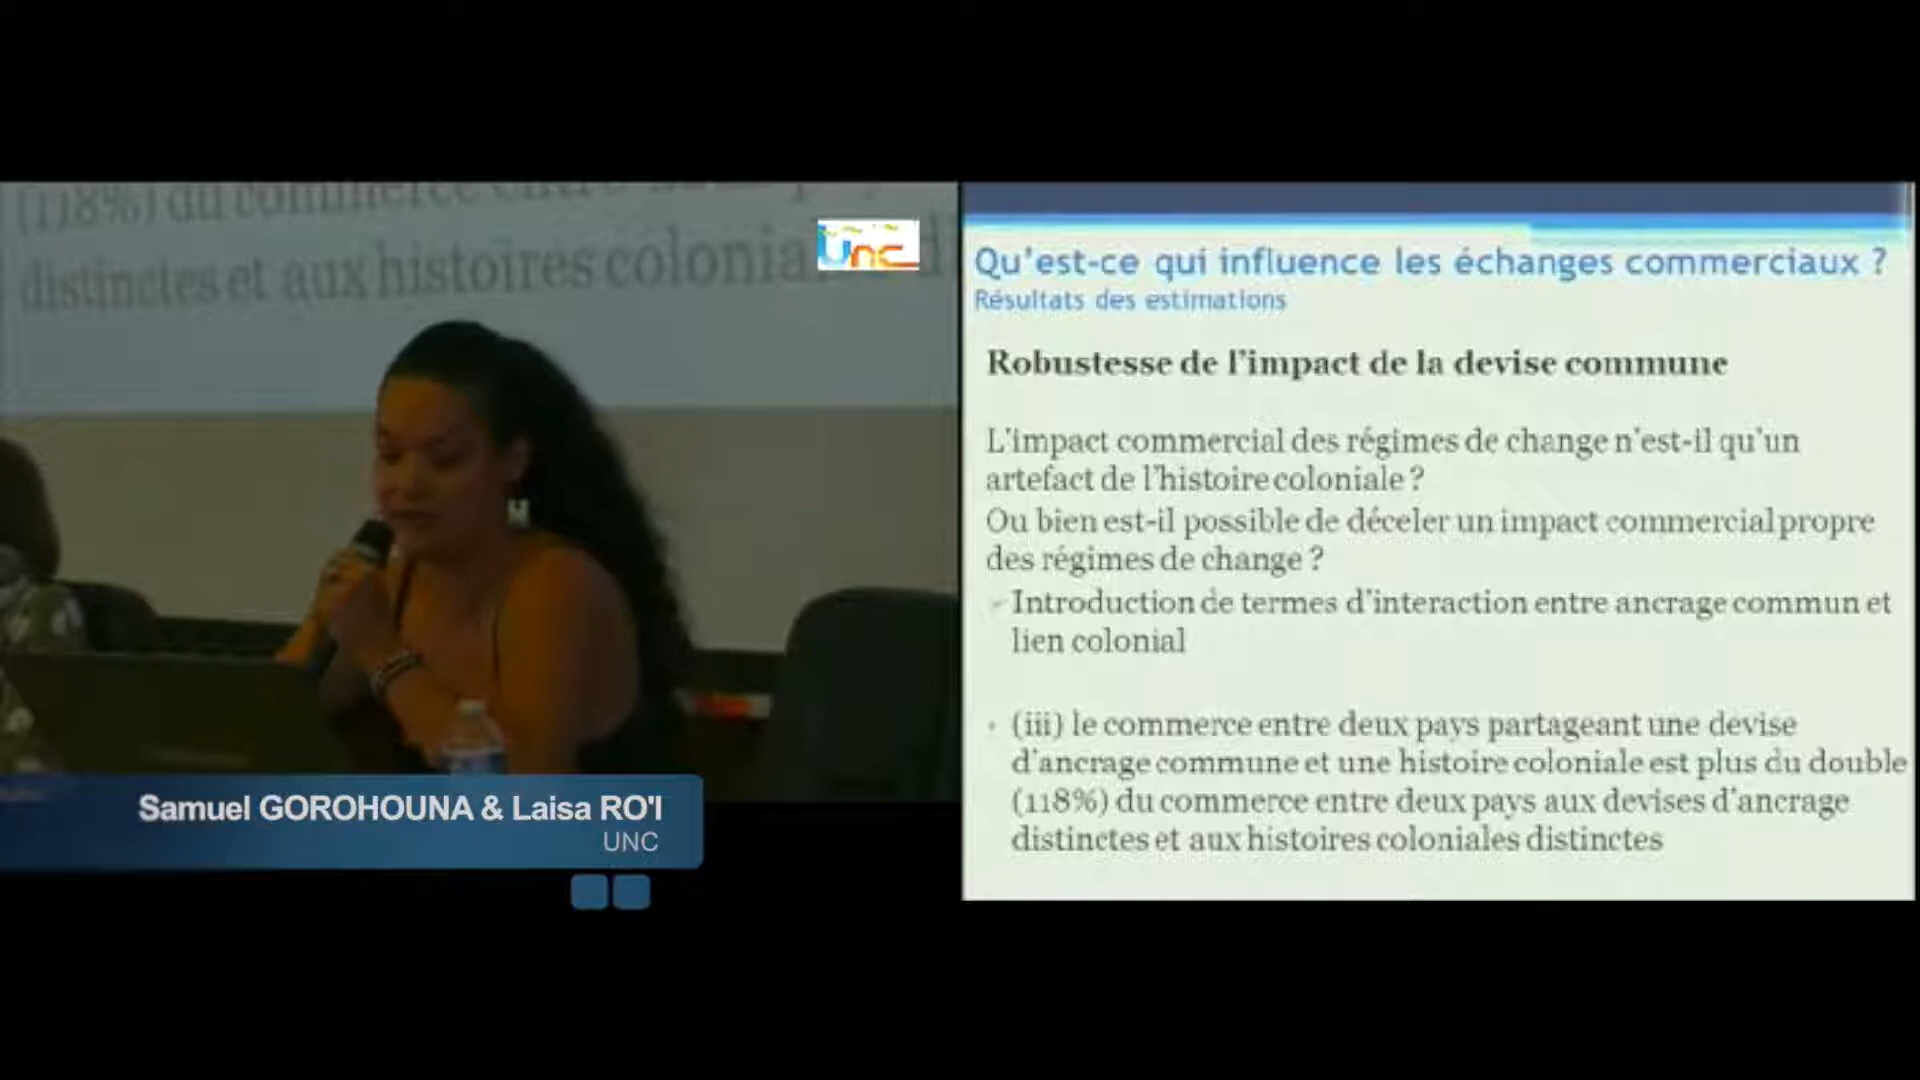 (118%) du commerce
distinctes et aux histoires
Unc
Samuel GOROHOUNA & Laisa RO'I
UNC
Qu'est-ce qui influence les échanges commerciaux ?
Résultats des estimations
Robustesse de l'impact de la devise commune
L'impact commercial des régimes de change n'est-il qu'un
artefact de l'histoire coloniale ?
Ou bien est-il possible de déceler un impact commercial propre
des régimes de change ?
Introduction de termes d'interaction entre ancrage commun et
lien colonial
• (iii) le commerce entre deux pays partageant une devise
d'ancrage commune et une histoire coloniale est plus du double
(118%) du commerce entre deux pays aux devises d'ancrage
distinctes et aux histoires coloniales distinctes